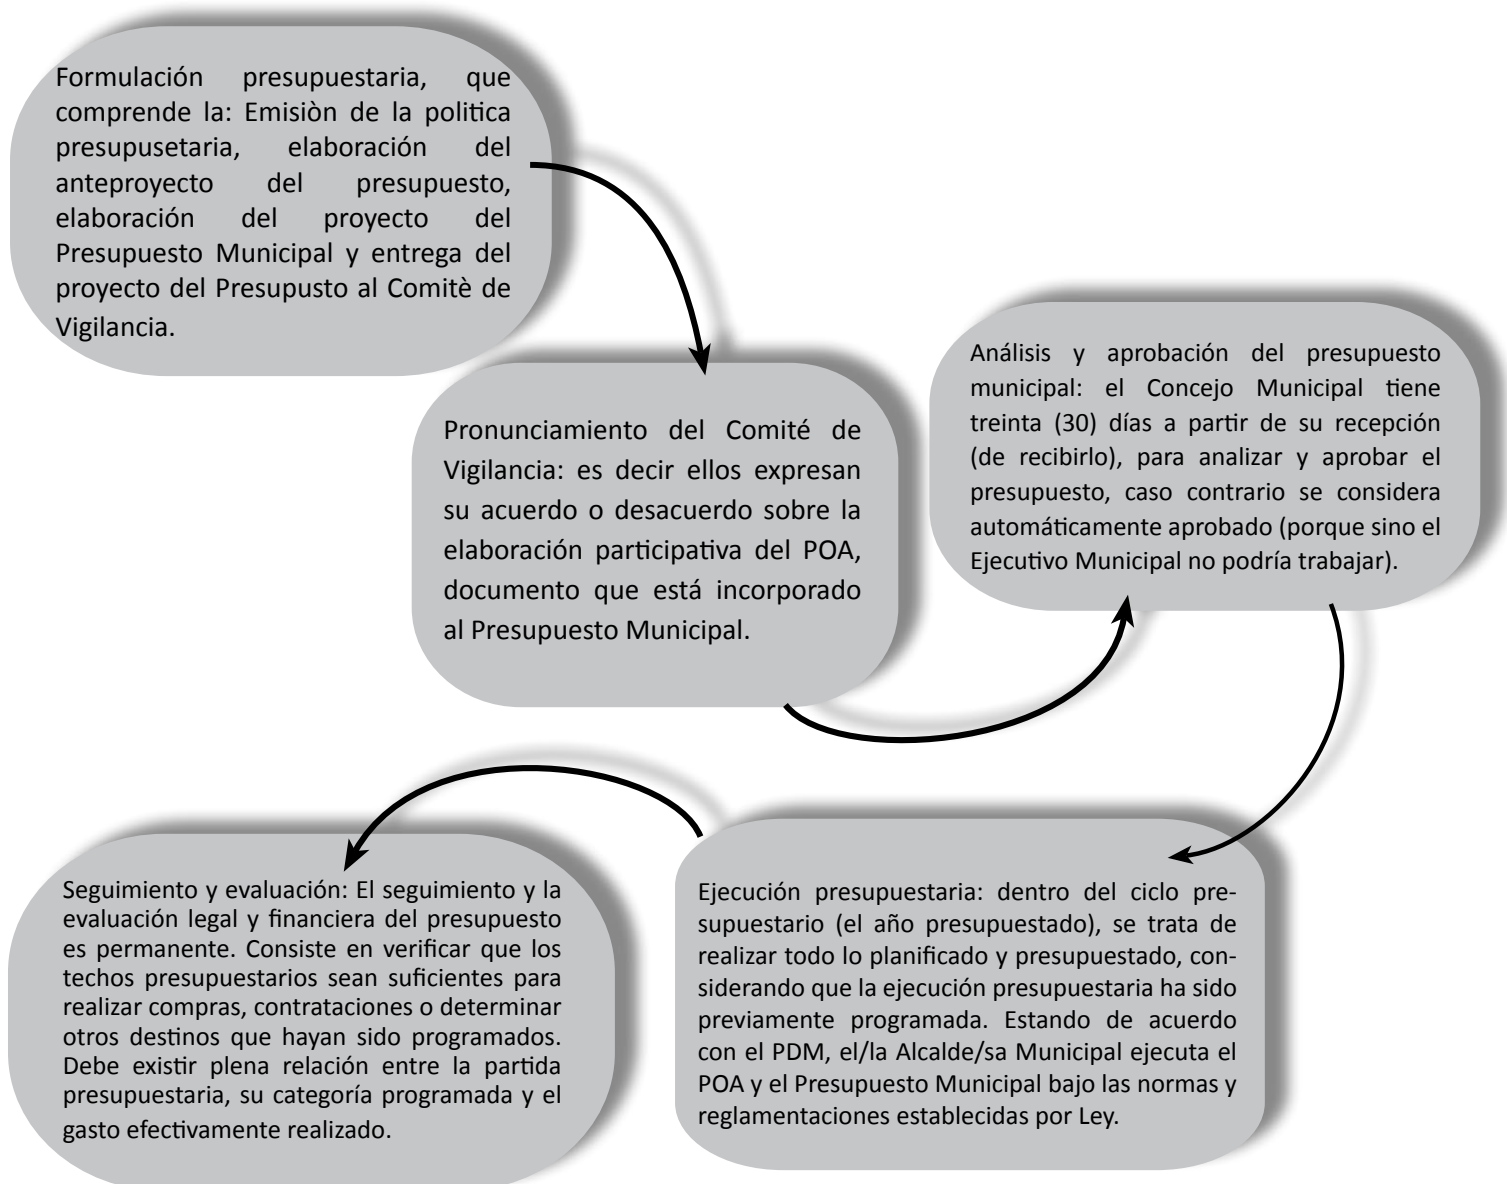 Formulación presupuestaria, que
comprende la: Emisiòn de la politica
presupusetaria, elaboración del
anteproyecto del presupuesto,
elaboración del proyecto del
Presupuesto Municipal y entrega del
proyecto del Presupusto al Comitè de
Vigilancia.
Pronunciamiento del Comité de
Vigilancia: es decir ellos expresan
su acuerdo o desacuerdo sobre la
elaboración participativa del POA,
documento que está incorporado
al Presupuesto Municipal.
Análisis y aprobación del presupuesto
municipal: el Concejo Municipal tiene
treinta (30) días a partir de su recepción
(de recibirlo), para analizar y aprobar el
presupuesto, caso contrario se considera
automáticamente aprobado (porque sino el
Ejecutivo Municipal no podría trabajar).
Ejecución presupuestaria: dentro del ciclo pre-
supuestario (el año presupuestado), se trata de
realizar todo lo planificado y presupuestado, con-
siderando que la ejecución presupuestaria ha sido
previamente programada. Estando de acuerdo
con el PDM, el/la Alcalde/sa Municipal ejecuta el
POA y el Presupuesto Municipal bajo las normas y
reglamentaciones establecidas por Ley.
Seguimiento y evaluación: El seguimiento y la
evaluación legal y financiera del presupuesto
es permanente. Consiste en verificar que los
techos presupuestarios sean suficientes para
realizar compras, contrataciones o determinar
otros destinos que hayan sido programados.
Debe existir plena relación entre la partida
presupuestaria, su categoría programada y el
gasto efectivamente realizado.